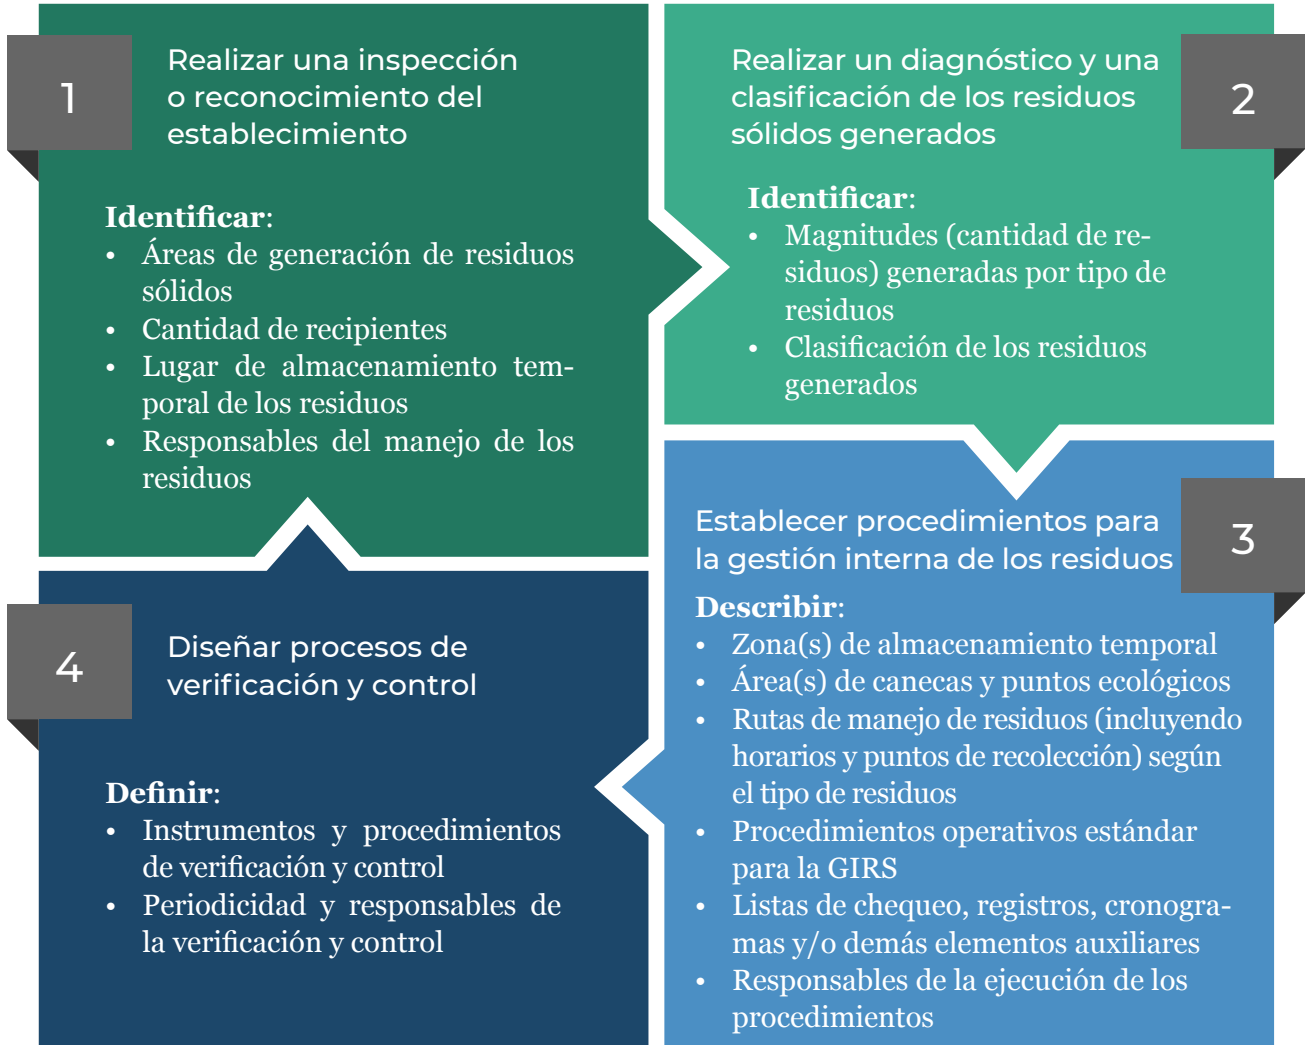 1
Realizar una inspección
o reconocimiento del
establecimiento
Identificar:
• Áreas de generación de residuos
sólidos
• Cantidad de recipientes
• Lugar de almacenamiento tem-
poral de los residuos
• Responsables del manejo de los
residuos
2
Realizar un diagnóstico y una
clasificación de los residuos
sólidos generados
Identificar:
• Magnitudes (cantidad de re-
siduos) generadas por tipo de
residuos
• Clasificación de los residuos
generados
3
Establecer procedimientos para
la gestión interna de los residuos
Describir:
• Zona(s) de almacenamiento temporal
• Área(s) de canecas y puntos ecológicos
• Rutas de manejo de residuos (incluyendo
horarios y puntos de recolección) según
el tipo de residuos
• Procedimientos operativos estándar
para la GIRS
• Listas de chequeo, registros, cronogra-
mas y/o demás elementos auxiliares
• Responsables de la ejecución de los
procedimientos
4
Diseñar procesos de
verificación y control
Definir:
• Instrumentos y procedimientos
de verificación y control
• Periodicidad y responsables de
la verificación y control